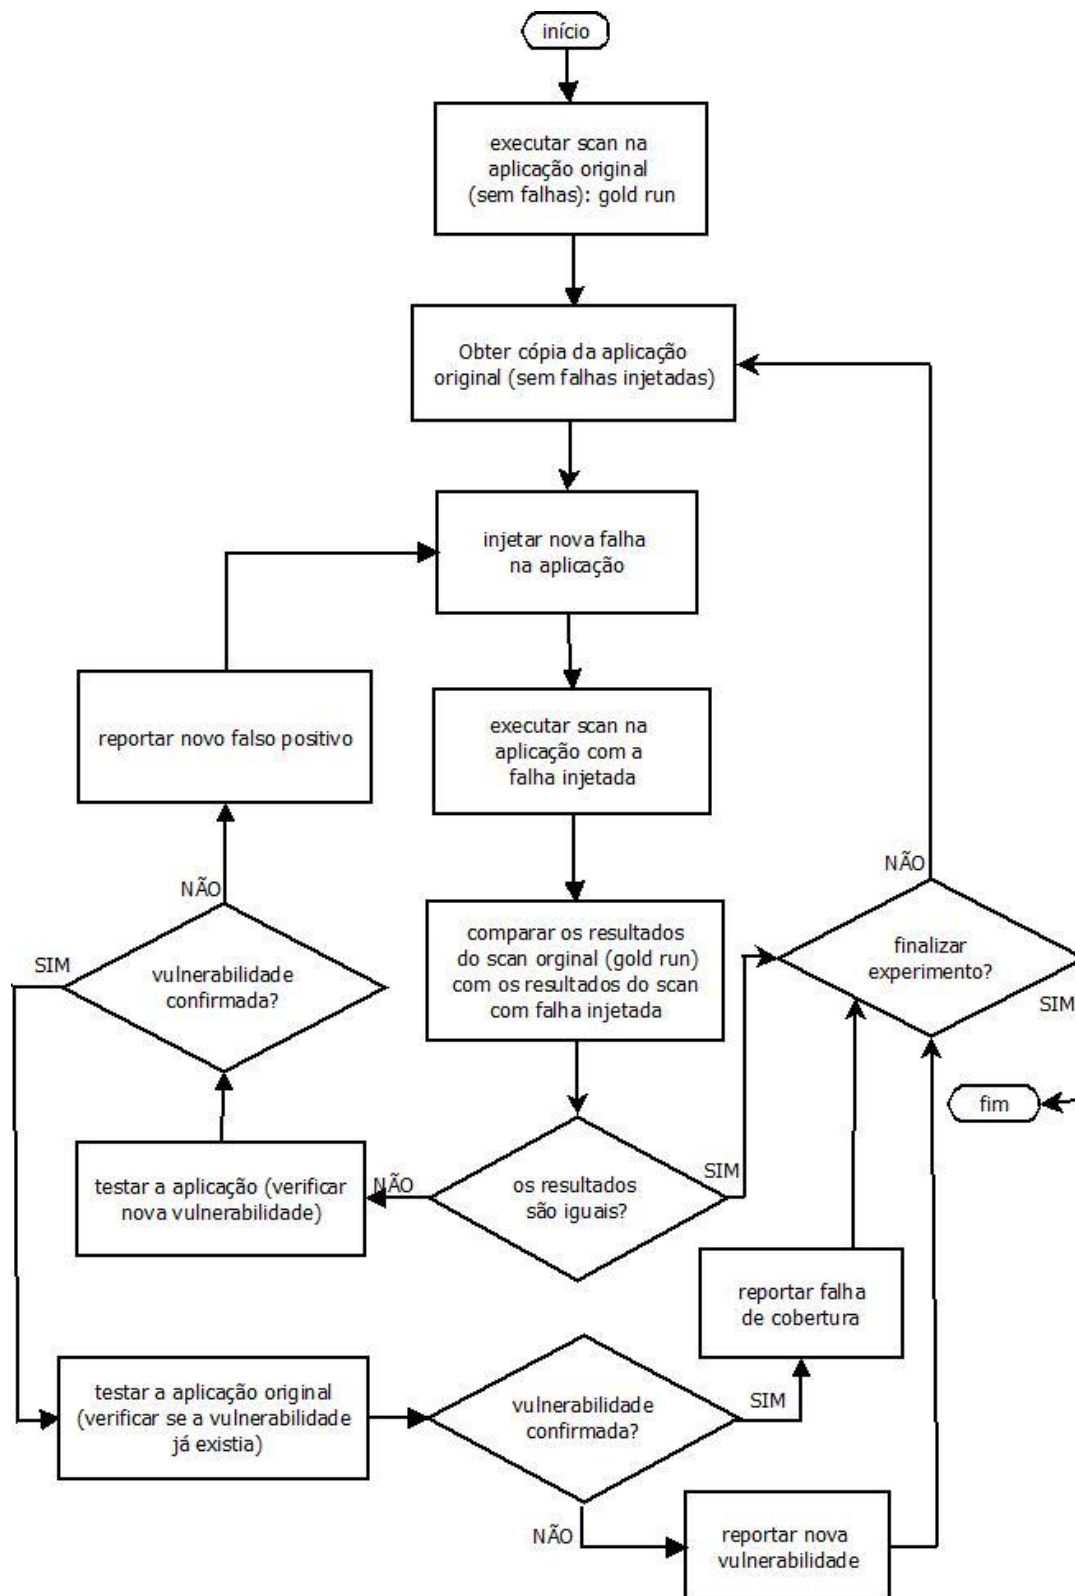 início
executar scan na
aplicação original
(sem falhas): gold run
Obter cópia da aplicação
original (sem falhas injetadas)
injetar nova falha
na aplicação
reportar novo falso positivo
executar scan na
aplicação com a
falha injetada
NÃO
NÃO
comparar os resultados
do scan orginal (gold run)
com os resultados do scan
com falha injetada
finalizar
experimento?
SIM
SIM
vulnerabilidade
confirmada?
fim
testar a aplicação (verificar
nova vulnerabilidade)
NÃO
os resultados
são iguais?
SIM
reportar falha
de cobertura
testar a aplicação original
(verificar se a vulnerabilidade
já existia)
vulnerabilidade
confirmada?
SIM
NÃO
reportar nova
vulnerabilidade